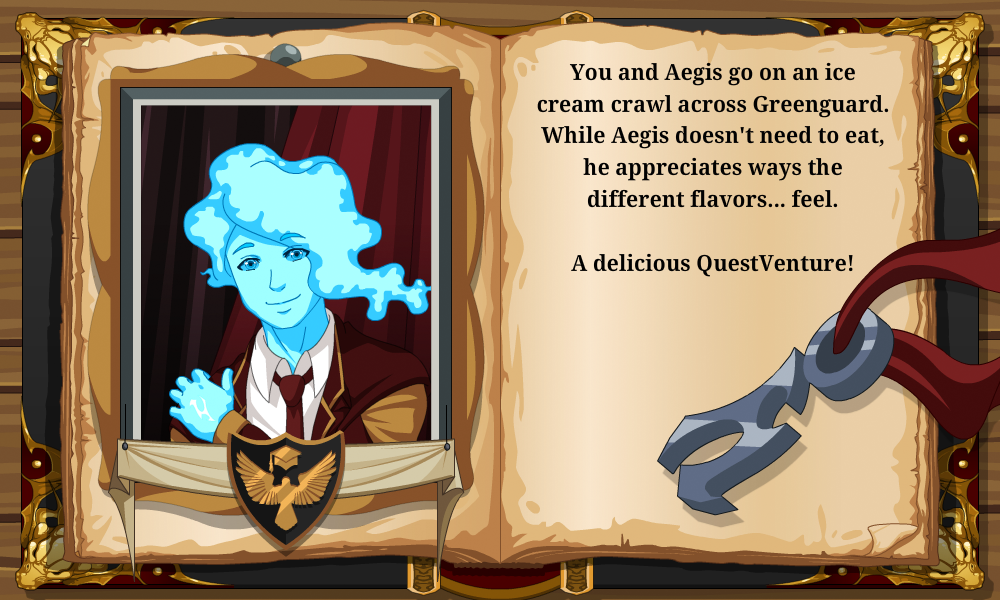 You and Aegis go on an ice
cream crawl across Greenguard.
While Aegis doesn't need to eat,
he appreciates ways the
different flavors... feel.
A delicious QuestVenture!